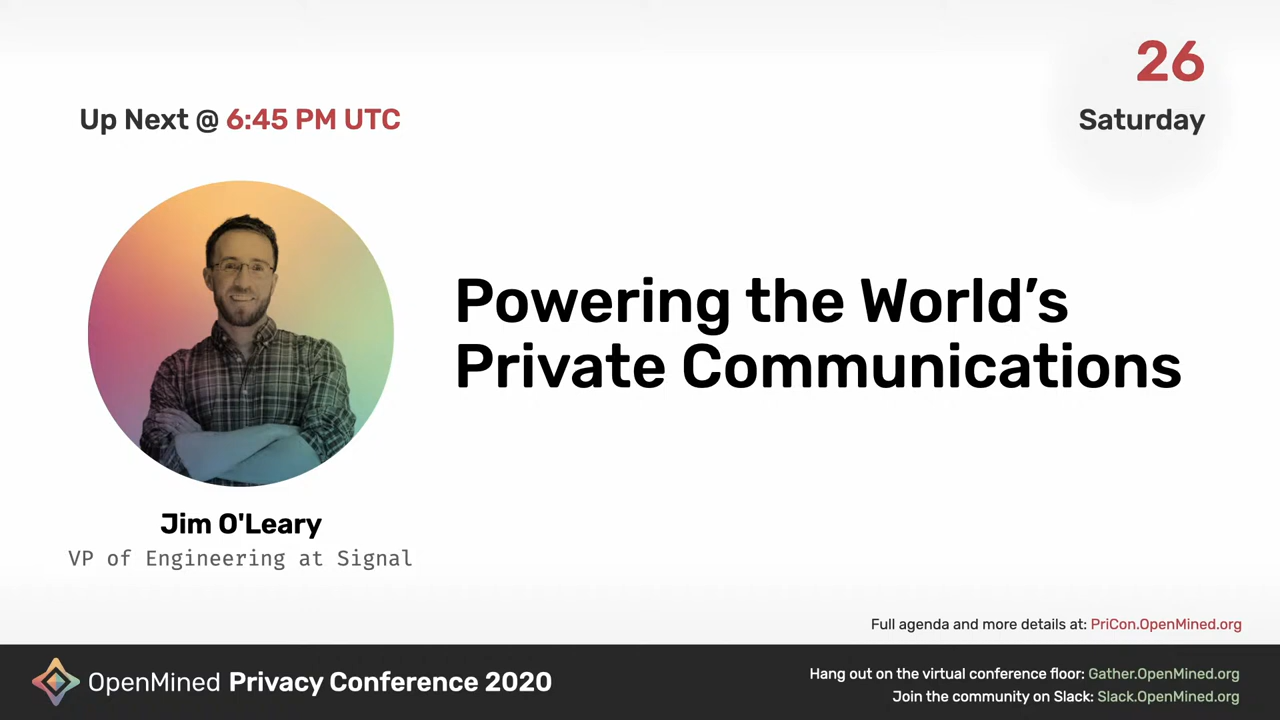 Up Next @ 6:45 PM UTC
26
Saturday
Powering the World’s
Private Communications
Jim O'Leary
VP of Engineering at Signal
Full agenda and more details at: PriCon.OpenMined.org
OpenMined Privacy Conference 2020
Hang out on the virtual conference floor: Gather.OpenMined.org
Join the community on Slack: Slack.OpenMined.org